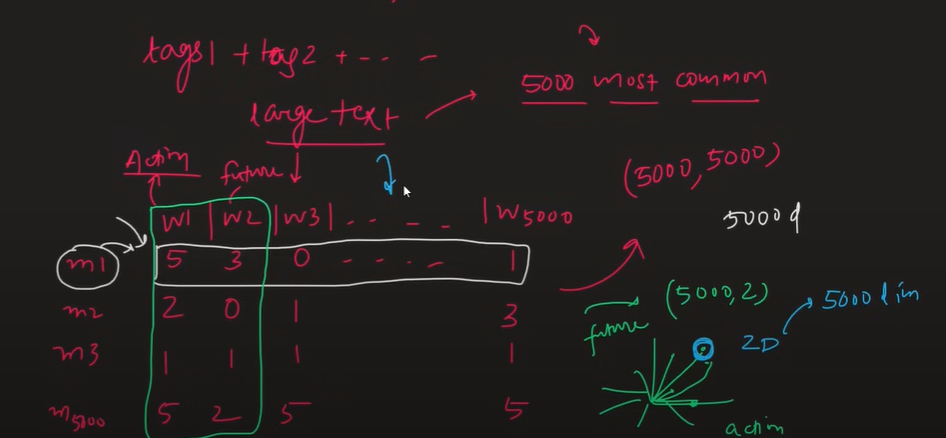 tags1 + tag2 + -- -
5000 most common
large text
Action
future
(5000, 5000)
w1 | w2 | w3 | - - - - | w5000
5000 d
m1 5 3 0 - - - - 1
m2 2 0 1 3
future (5000, 2) 5000 dim
2D
m3 1 1 1 1
m5000 5 2 5 5
action